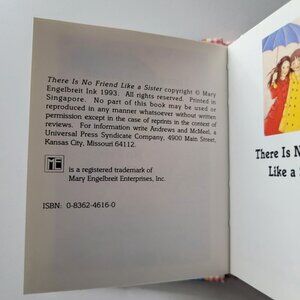 There Is No Friend Like a Sister copyright © Mary
Engelbreit Ink 1993. All rights reserved. Printed in
Singapore. No part of this book may be used or
reproduced in any manner whatsoever without written
permission except in the case of reprints in the context of
reviews. For information write Andrews and McMeel, a
Universal Press Syndicate Company, 4900 Main Street,
Kansas City, Missouri 64112.
ME
is a registered trademark of
Mary Engelbreit Enterprises, Inc.
ISBN: 0-8362-4616-0
There Is No
Like a S